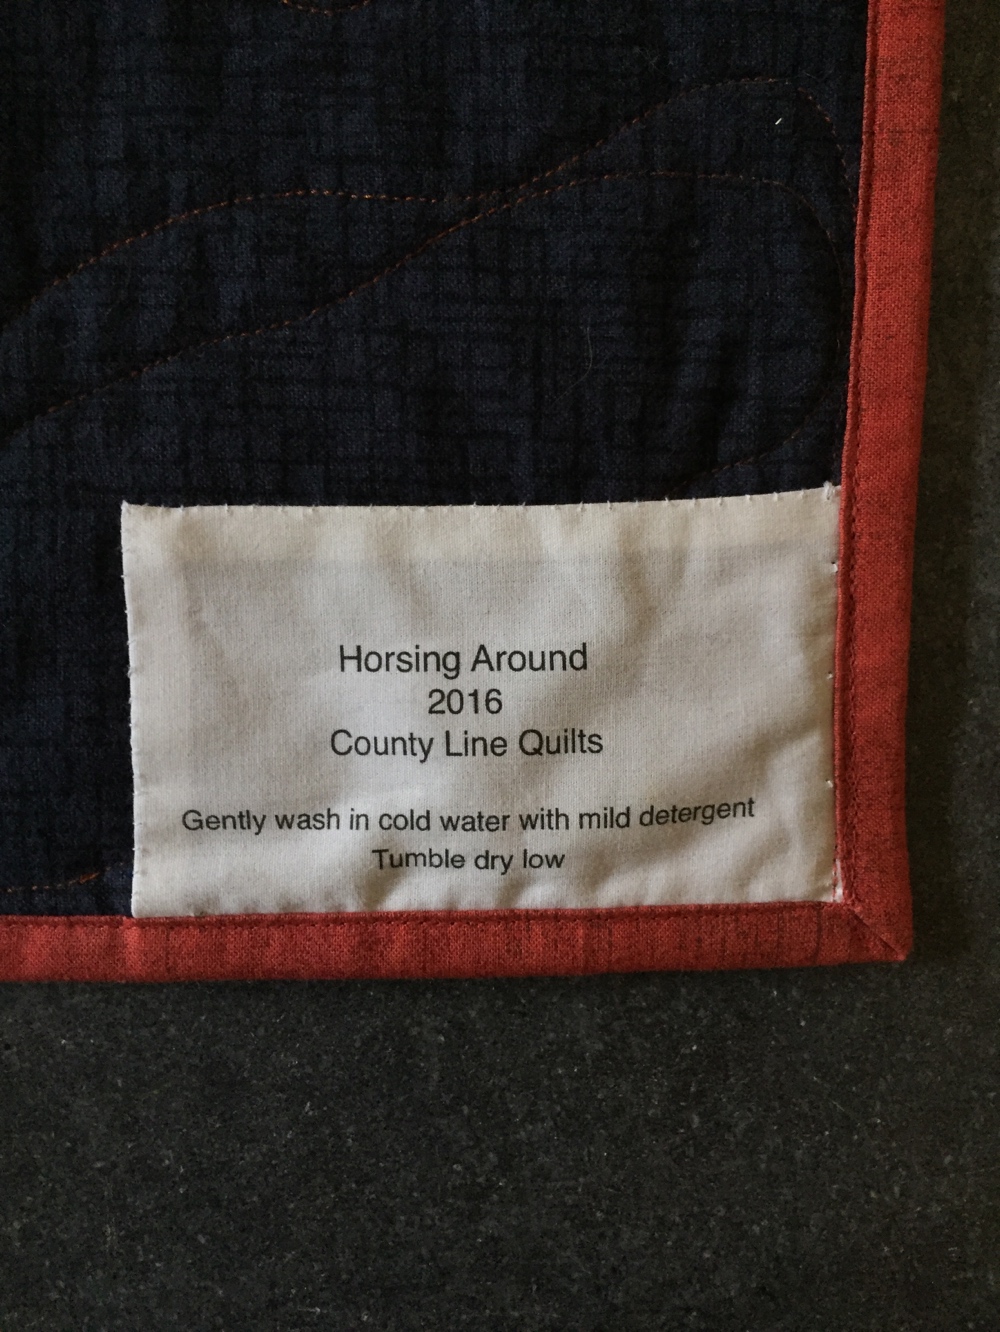 Horsing Around
2016
County Line Quilts
Gently wash in cold water with mild detergent
Tumble dry low